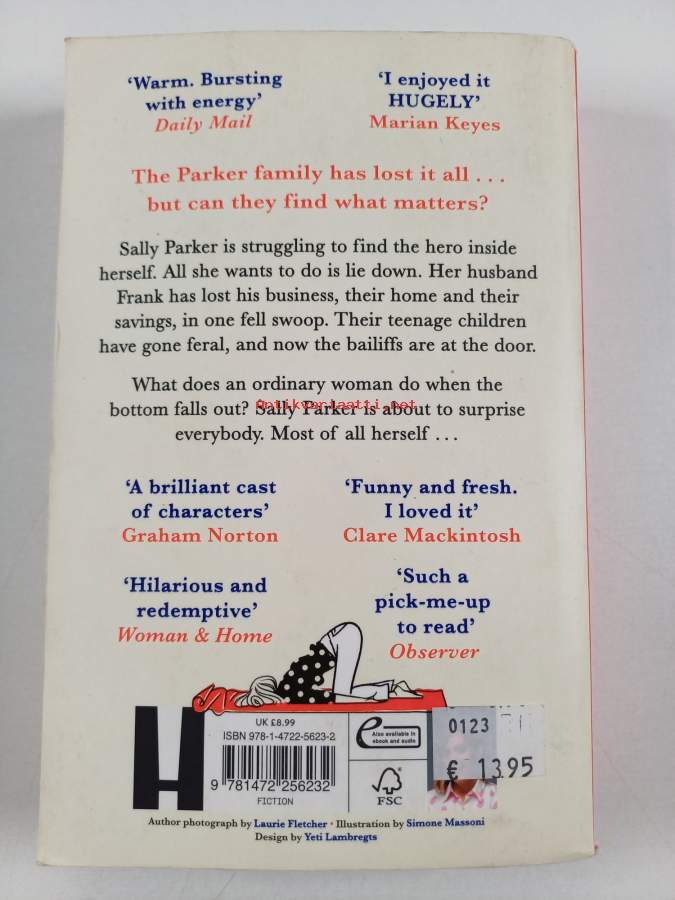 ‘Warm. Bursting
with energy’
Daily Mail
‘I enjoyed it
HUGELY’
Marian Keyes
The Parker family has lost it all . . .
but can they find what matters?
Sally Parker is struggling to find the hero inside
herself. All she wants to do is lie down. Her husband
Frank has lost his business, their home and their
savings, in one fell swoop. Their teenage children
have gone feral, and now the bailiffs are at the door.
What does an ordinary woman do when the
bottom falls out? Sally Parker is about to surprise
everybody. Most of all herself . . .
antikvariaatti.net
‘A brilliant cast
of characters’
Graham Norton
‘Funny and fresh.
I loved it’
Clare Mackintosh
‘Hilarious and
redemptive’
Woman & Home
‘Such a
pick-me-up
to read’
Observer
H
UK £8.99
ISBN 978-1-4722-5623-2
9 781472 256232
FICTION
e
Also available in
ebook and audio
FSC
0123
€ 13.95
Author photograph by Laurie Fletcher • Illustration by Simone Massoni
Design by Yeti Lambregts